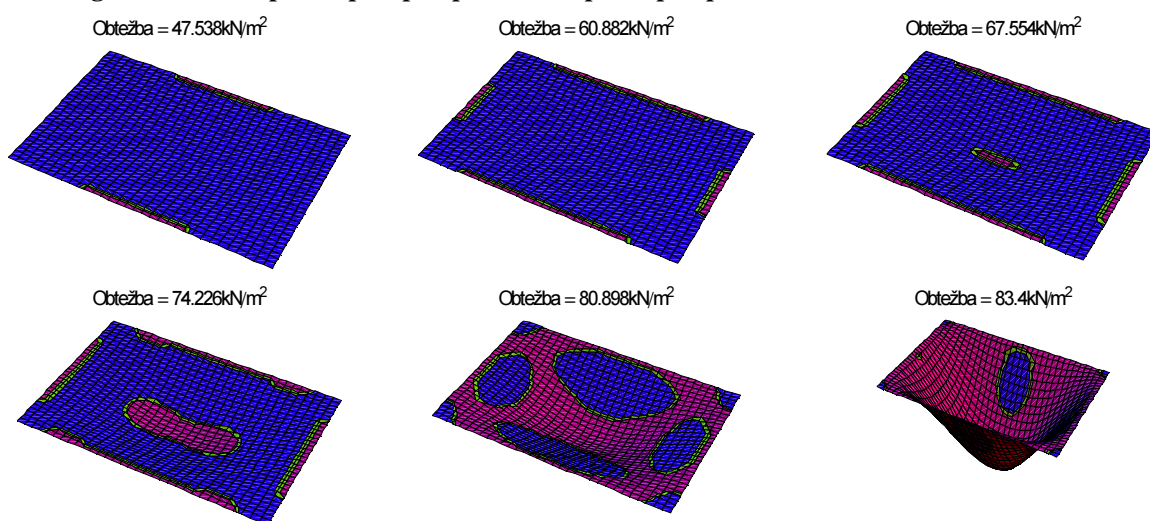 Obtežba = 47.538kN/m²
Obtežba = 60.882kN/m²
Obtežba = 67.554kN/m²
Obtežba = 74.226kN/m²
Obtežba = 80.898kN/m²
Obtežba = 83.4kN/m²